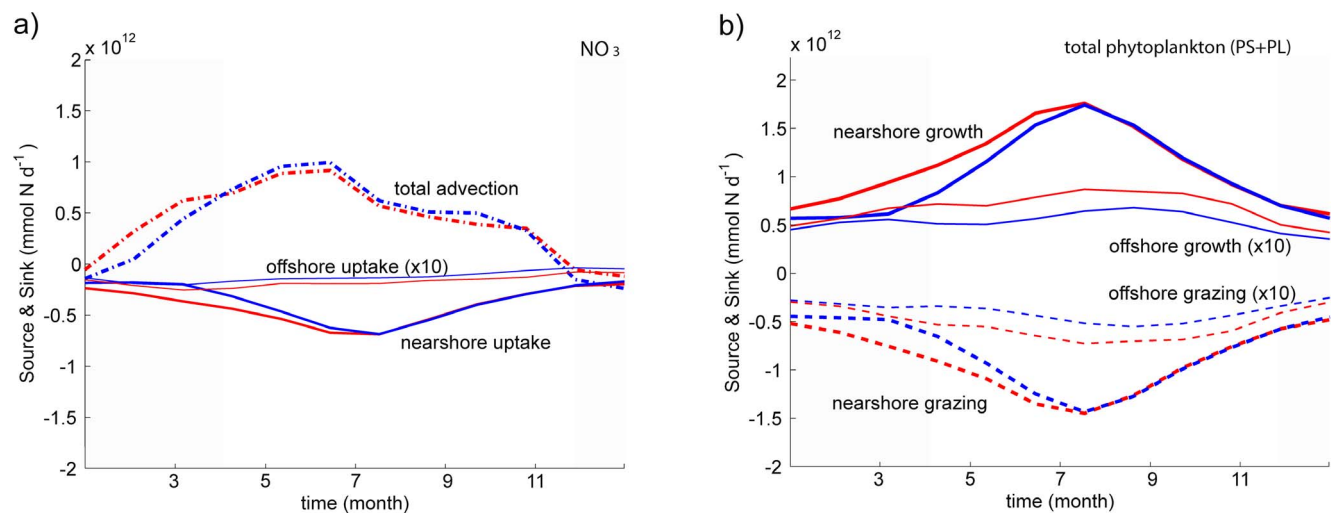 a)
x 10^12
NO 3
2
1.5
1
0.5
0
-0.5
-1
-1.5
-2
3
5
7
9
11
time (month)
Source & Sink (mmol N d^-1)
total advection
offshore uptake (x10)
nearshore uptake
b)
x 10^12
total phytoplankton (PS+PL)
2
1.5
1
0.5
0
-0.5
-1
-1.5
-2
3
5
7
9
11
time (month)
Source & Sink (mmol N d^-1)
nearshore growth
offshore growth (x10)
offshore grazing (x10)
nearshore grazing